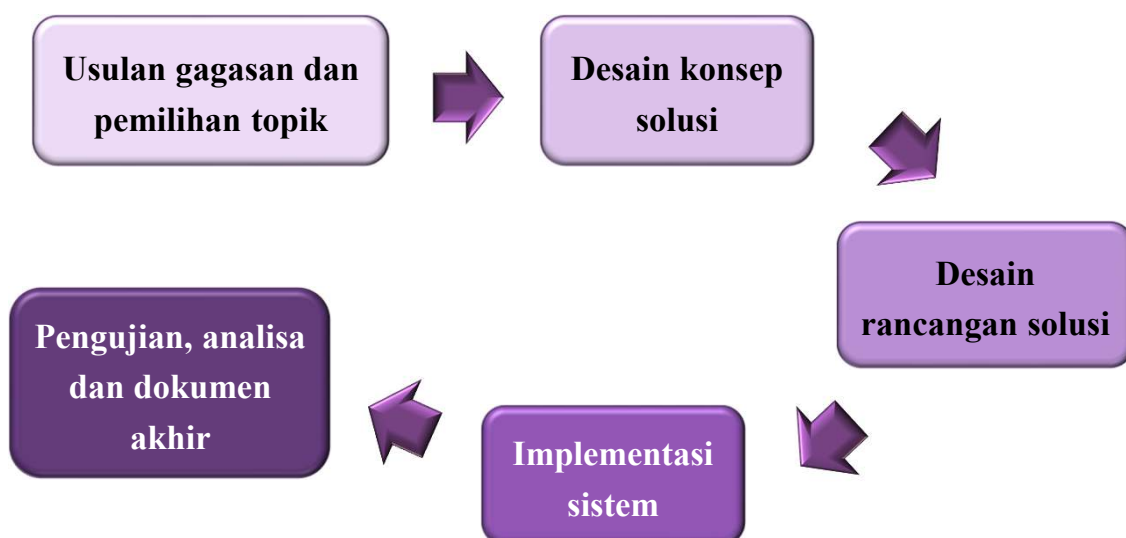 Usulan gagasan dan
pemilihan topik
Desain konsep
solusi
Desain
rancangan solusi
Implementasi
sistem
Pengujian, analisa
dan dokumen
akhir